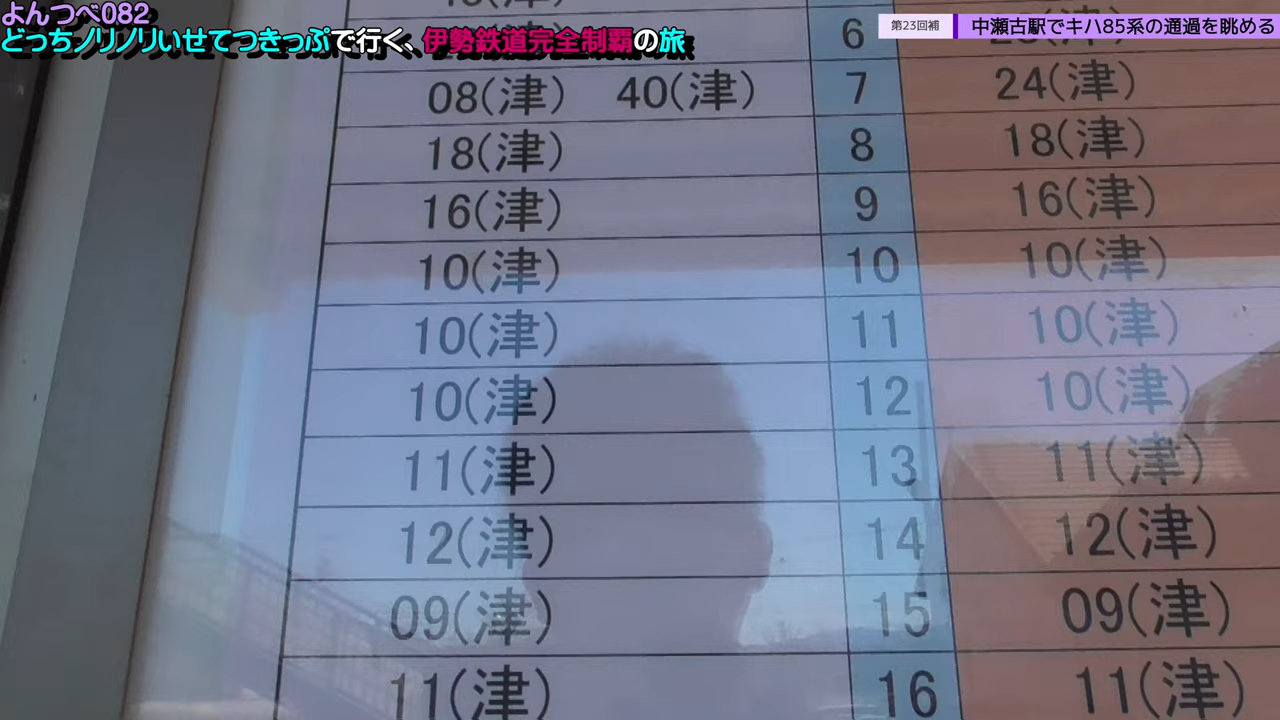 よんつべ082
どっちノリノリいせてつきっぷで行く、伊勢鉄道完全制覇の旅
第23回補 中瀬古駅でキハ85系の通過を眺める
6
08(津) 40(津) 7 24(津)
18(津) 8 18(津)
16(津) 9 16(津)
10(津) 10 10(津)
10(津) 11 10(津)
10(津) 12 10(津)
11(津) 13 11(津)
12(津) 14 12(津)
09(津) 15 09(津)
11(津) 16 11(津)